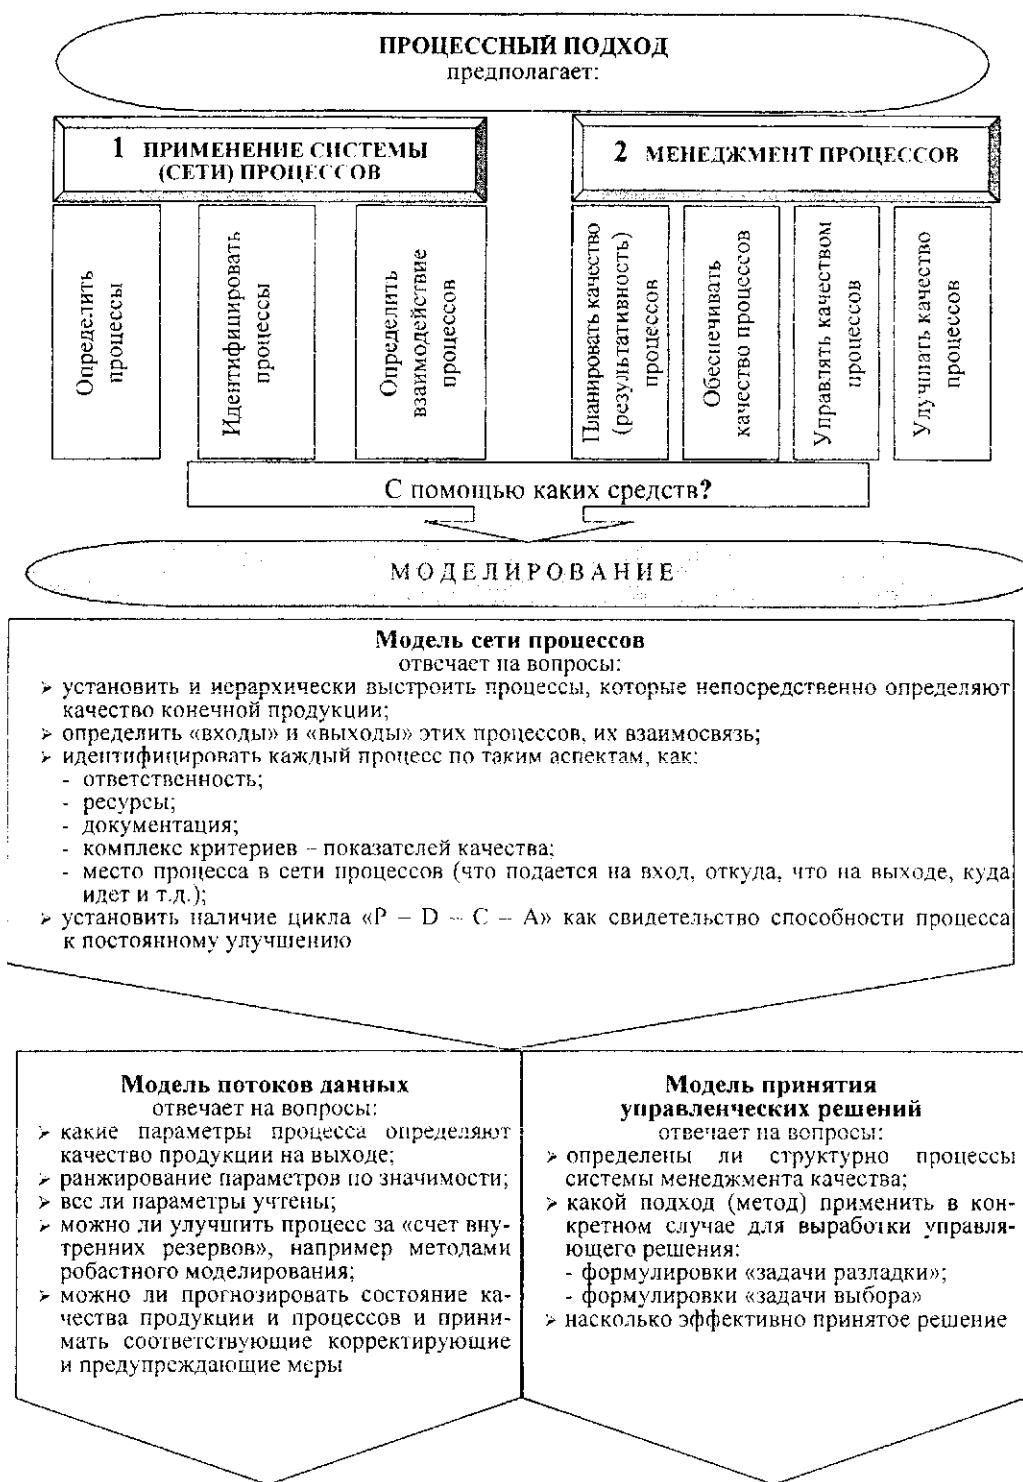 ПРОЦЕССНЫЙ ПОДХОД
предполагает:
1 ПРИМЕНЕНИЕ СИСТЕМЫ
(СЕТИ) ПРОЦЕССОВ
2 МЕНЕДЖМЕНТ ПРОЦЕССОВ
Определить
процессы
Идентифицировать
процессы
Определить
взаимодействие
процессов
Планировать качество
(результативность)
процессов
Обеспечивать
качество процессов
Управлять качеством
процессов
Улучшать качество
процессов
С помощью каких средств?
МОДЕЛИРОВАНИЕ
Модель сети процессов
отвечает на вопросы:
➢ установить и иерархически выстроить процессы, которые непосредственно определяют
качество конечной продукции;
➢ определить «входы» и «выходы» этих процессов, их взаимосвязь;
➢ идентифицировать каждый процесс по таким аспектам, как:
- ответственность;
- ресурсы;
- документация;
- комплекс критериев – показателей качества;
- место процесса в сети процессов (что подается на вход, откуда, что на выходе, куда
идет и т.д.);
➢ установить наличие цикла «P – D – C – A» как свидетельство способности процесса
к постоянному улучшению
Модель потоков данных
отвечает на вопросы:
➢ какие параметры процесса определяют
качество продукции на выходе;
➢ ранжирование параметров по значимости;
➢ все ли параметры учтены;
➢ можно ли улучшить процесс за «счет вну-
тренних резервов», например методами
робастного моделирования;
➢ можно ли прогнозировать состояние ка-
чества продукции и процессов и прини-
мать соответствующие корректирующие
и предупреждающие меры
Модель принятия
управленческих решений
отвечает на вопросы:
➢ определены ли структурно процессы
системы менеджмента качества;
➢ какой подход (метод) применить в кон-
кретном случае для выработки управля-
ющего решения:
- формулировки «задачи разладки»;
- формулировки «задачи выбора»
➢ насколько эффективно принятое решение